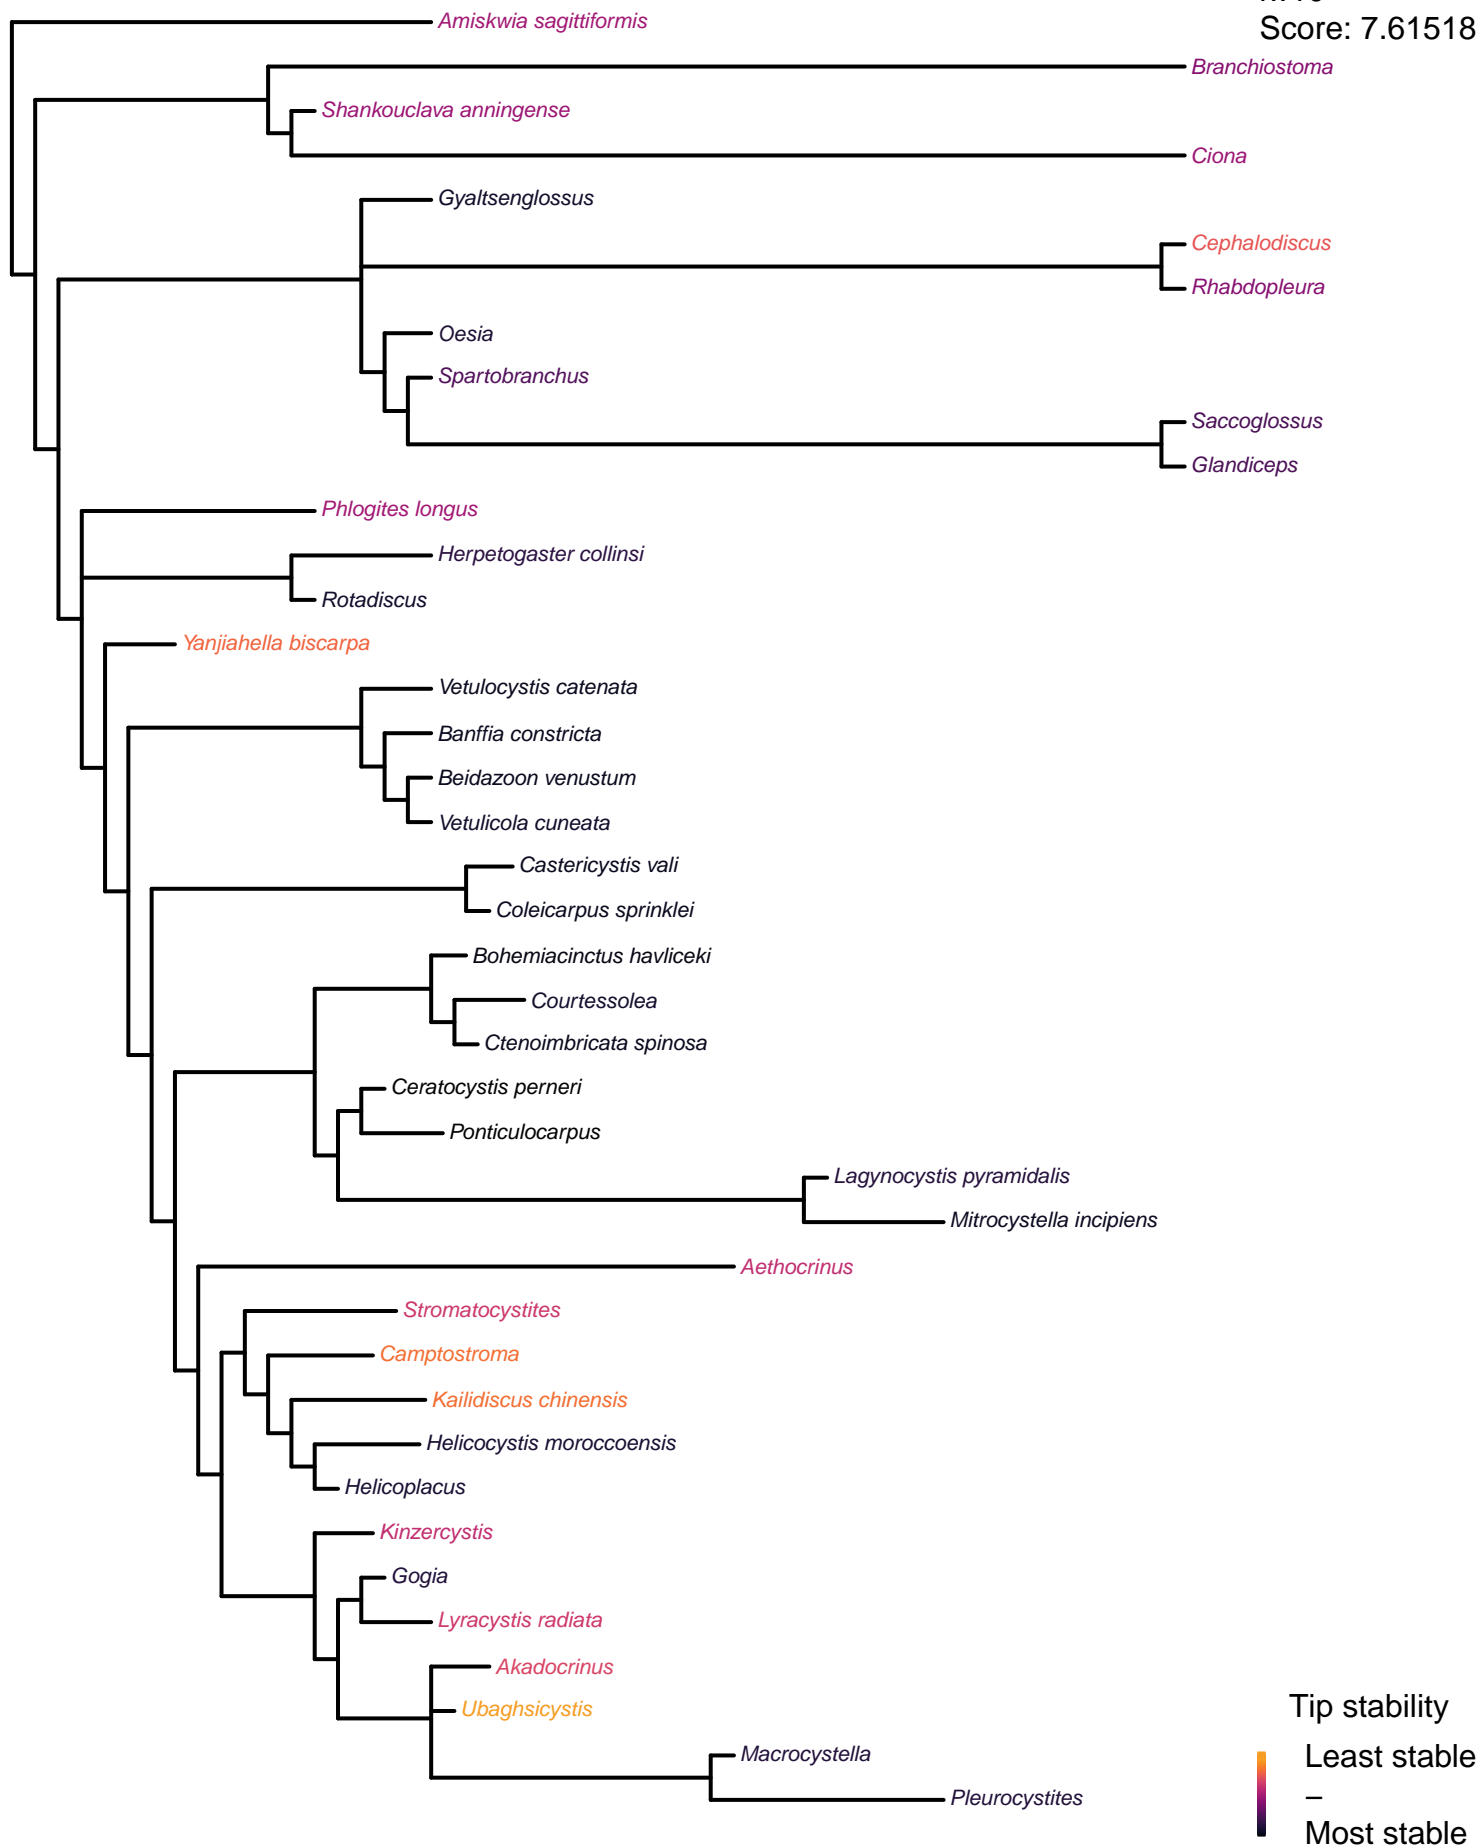 Score: 7.61518
Amiskwia sagittiformis
Branchiostoma
Shankouclava anningense
Ciona
Gyaltsenglossus
Cephalodiscus
Rhabdopleura
Oesia
Spartobranchus
Saccoglossus
Glandiceps
Phlogites longus
Herpetogaster collinsi
Rotadiscus
Yanjiahella biscarpa
Vetulocystis catenata
Banffia constricta
Beidazoon venustum
Vetulicola cuneata
Castericystis vali
Coleicarpus sprinklei
Bohemiacinctus havliceki
Courtessolea
Ctenoimbricata spinosa
Ceratocystis perneri
Ponticulocarpus
Lagynocystis pyramidalis
Mitrocystella incipiens
Aethocrinus
Stromatocystites
Camptostroma
Kailidiscus chinensis
Helicocystis moroccoensis
Helicoplacus
Kinzercystis
Gogia
Lyracystis radiata
Akadocrinus
Ubaghsicystis
Macrocystella
Pleurocystites
Tip stability
Least stable
–
Most stable